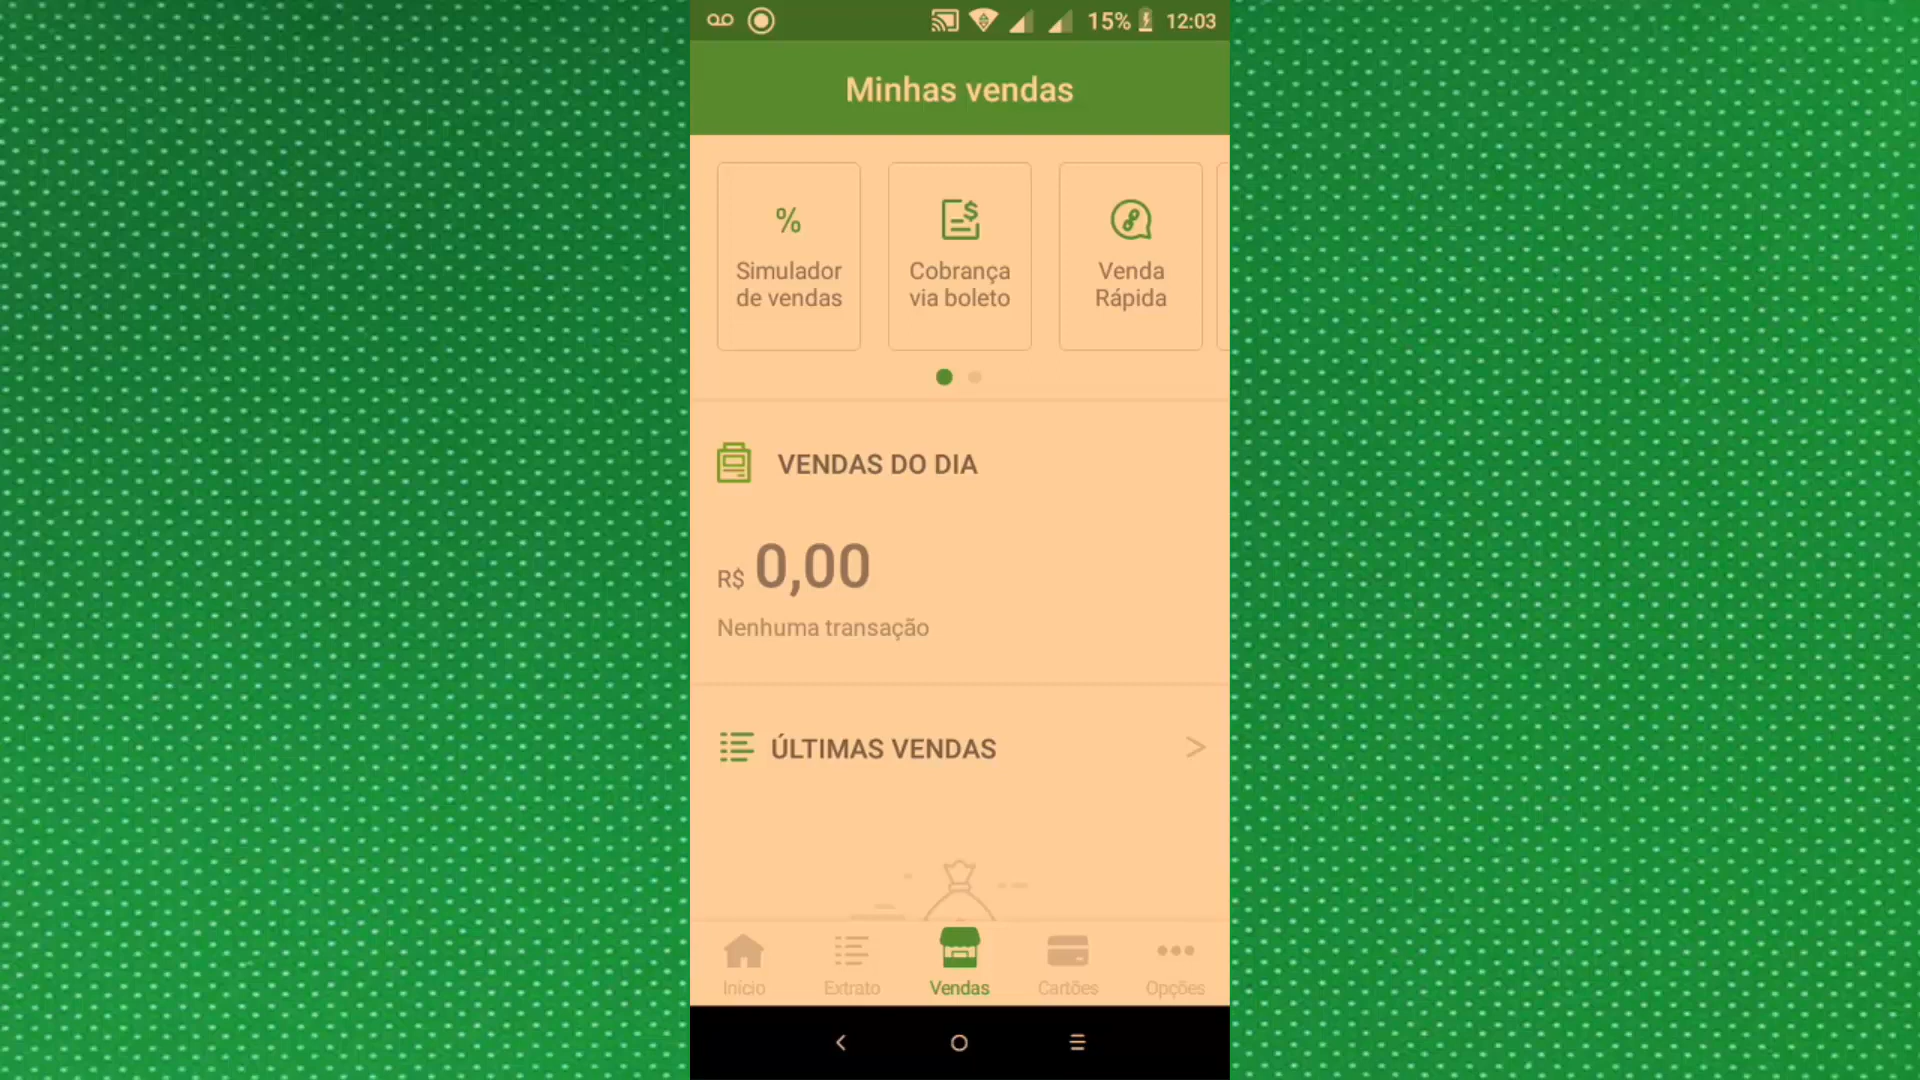 15% 12:03
Minhas vendas
%
Simulador
de vendas
$
Cobrança
via boleto
Venda
Rápida
VENDAS DO DIA
R$ 0,00
Nenhuma transação
ÚLTIMAS VENDAS
Início
Extrato
Vendas
Cartões
Opções